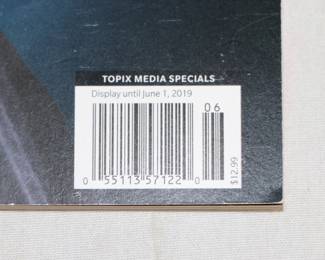 TOPIX MEDIA SPECIALS
Display until June 1, 2019
06
0 55113 57122 0
$12.99